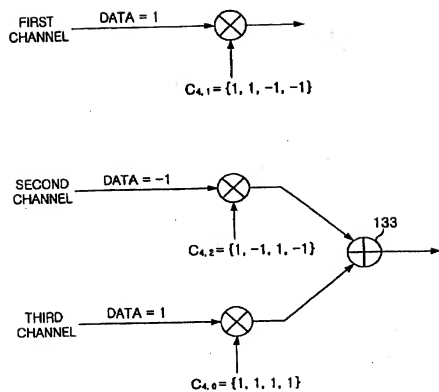 FIRST
CHANNEL
DATA = 1
C4, 1 = {1, 1, -1, -1}
SECOND
CHANNEL
DATA = -1
133
C4, 2 = {1, -1, 1, -1}
THIRD
CHANNEL
DATA = 1
C4, 0 = {1, 1, 1, 1}